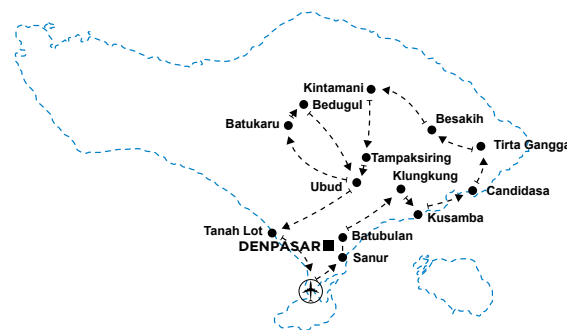 Kintamani
Bedugul
Besakih
Batukaru
Tirta Gangga
Tampaksiring
Klungkung
Ubud
Candidasa
Kusamba
Tanah Lot
Batubulan
DENPASAR
Sanur